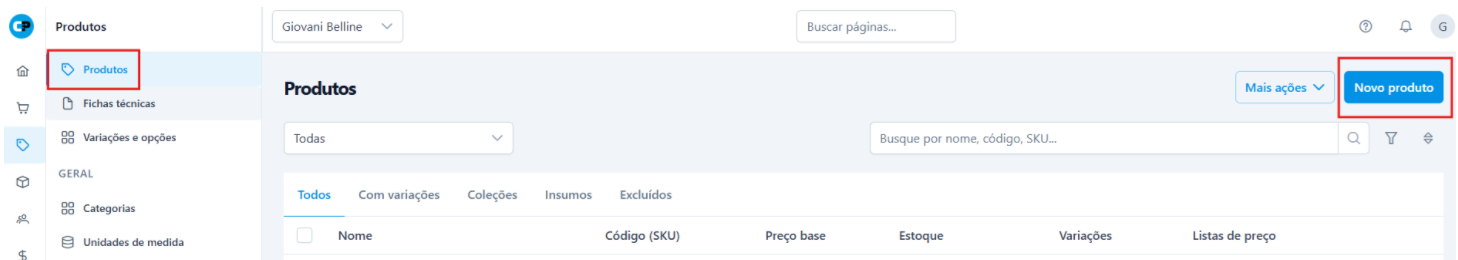 GP
Produtos
Giovani Belline
Buscar páginas...
G
Produtos
Fichas técnicas
Variações e opções
GERAL
Categorias
Unidades de medida
Produtos
Mais ações
Novo produto
Todas
Busque por nome, código, SKU...
Todos Com variações Coleções Insumos Excluídos
Nome Código (SKU) Preço base Estoque Variações Listas de preço